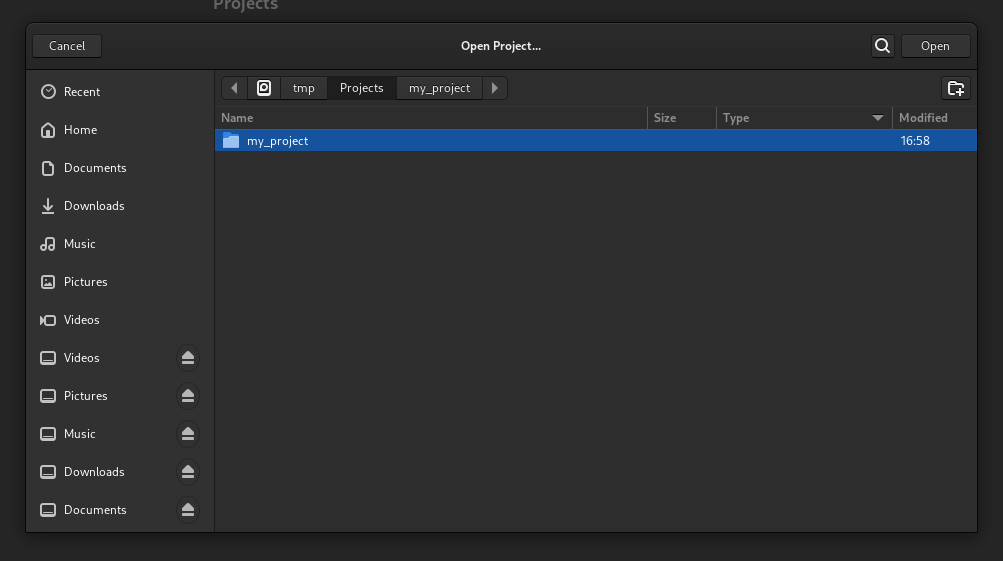 Projects
Cancel
Open Project...
Open
Recent
Home
Documents
Downloads
Music
Pictures
Videos
Videos
Pictures
Music
Downloads
Documents
tmp
Projects
my_project
Name
Size
Type
Modified
my_project
16:58